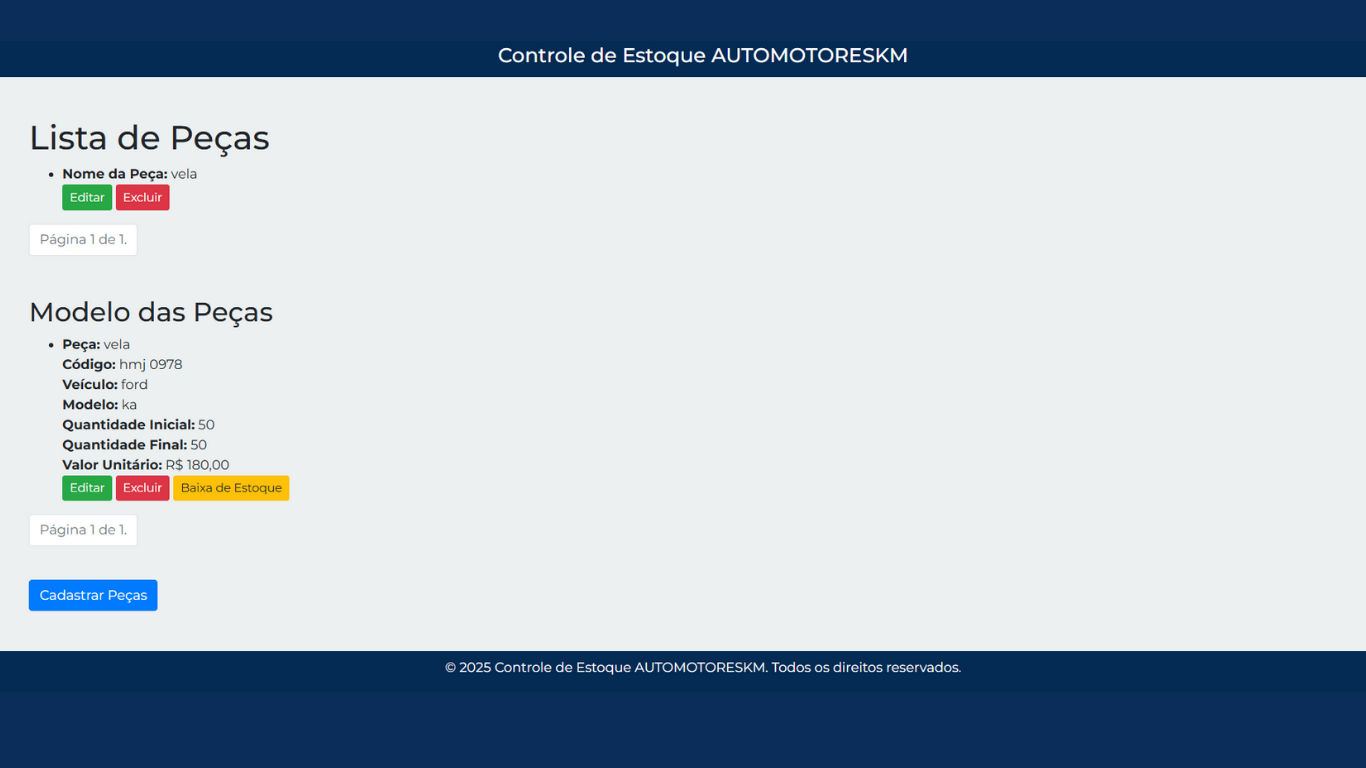 Controle de Estoque AUTOMOTORESKM
Lista de Peças
Nome da Peça: vela
Editar Excluir
Página 1 de 1.
Modelo das Peças
Peça: vela
Código: hmj 0978
Veículo: ford
Modelo: ka
Quantidade Inicial: 50
Quantidade Final: 50
Valor Unitário: R$ 180,00
Editar Excluir Baixa de Estoque
Página 1 de 1.
Cadastrar Peças
© 2025 Controle de Estoque AUTOMOTORESKM. Todos os direitos reservados.